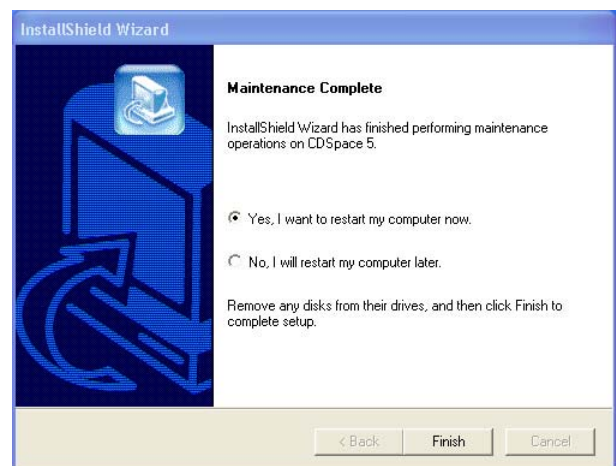 InstallShield Wizard
Maintenance Complete
InstallShield Wizard has finished performing maintenance
operations on CDSpace 5.
Yes, I want to restart my computer now.
No, I will restart my computer later.
Remove any disks from their drives, and then click Finish to
complete setup.
< Back Finish Cancel